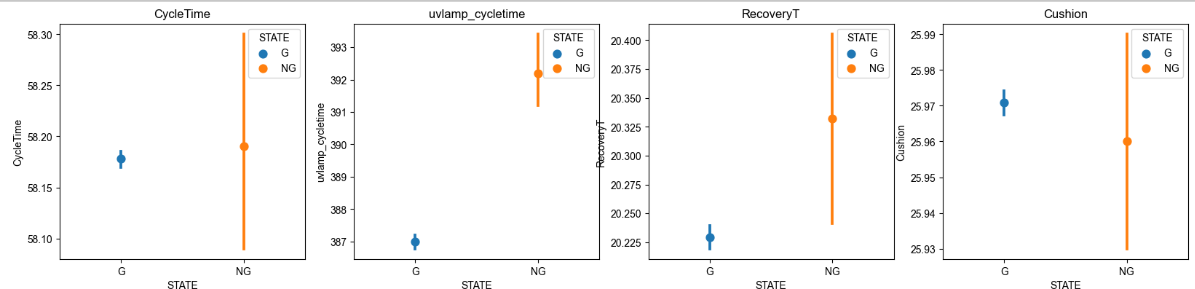 CycleTime
CycleTime
58.30
58.25
58.20
58.15
58.10
G
NG
STATE
STATE
G
NG
uvlamp_cycletime
uvlamp_cycletime
393
392
391
390
389
388
387
G
NG
STATE
STATE
G
NG
RecoveryT
RecoveryT
20.400
20.375
20.350
20.325
20.300
20.275
20.250
20.225
G
NG
STATE
STATE
G
NG
Cushion
Cushion
25.99
25.98
25.97
25.96
25.95
25.94
25.93
G
NG
STATE
STATE
G
NG